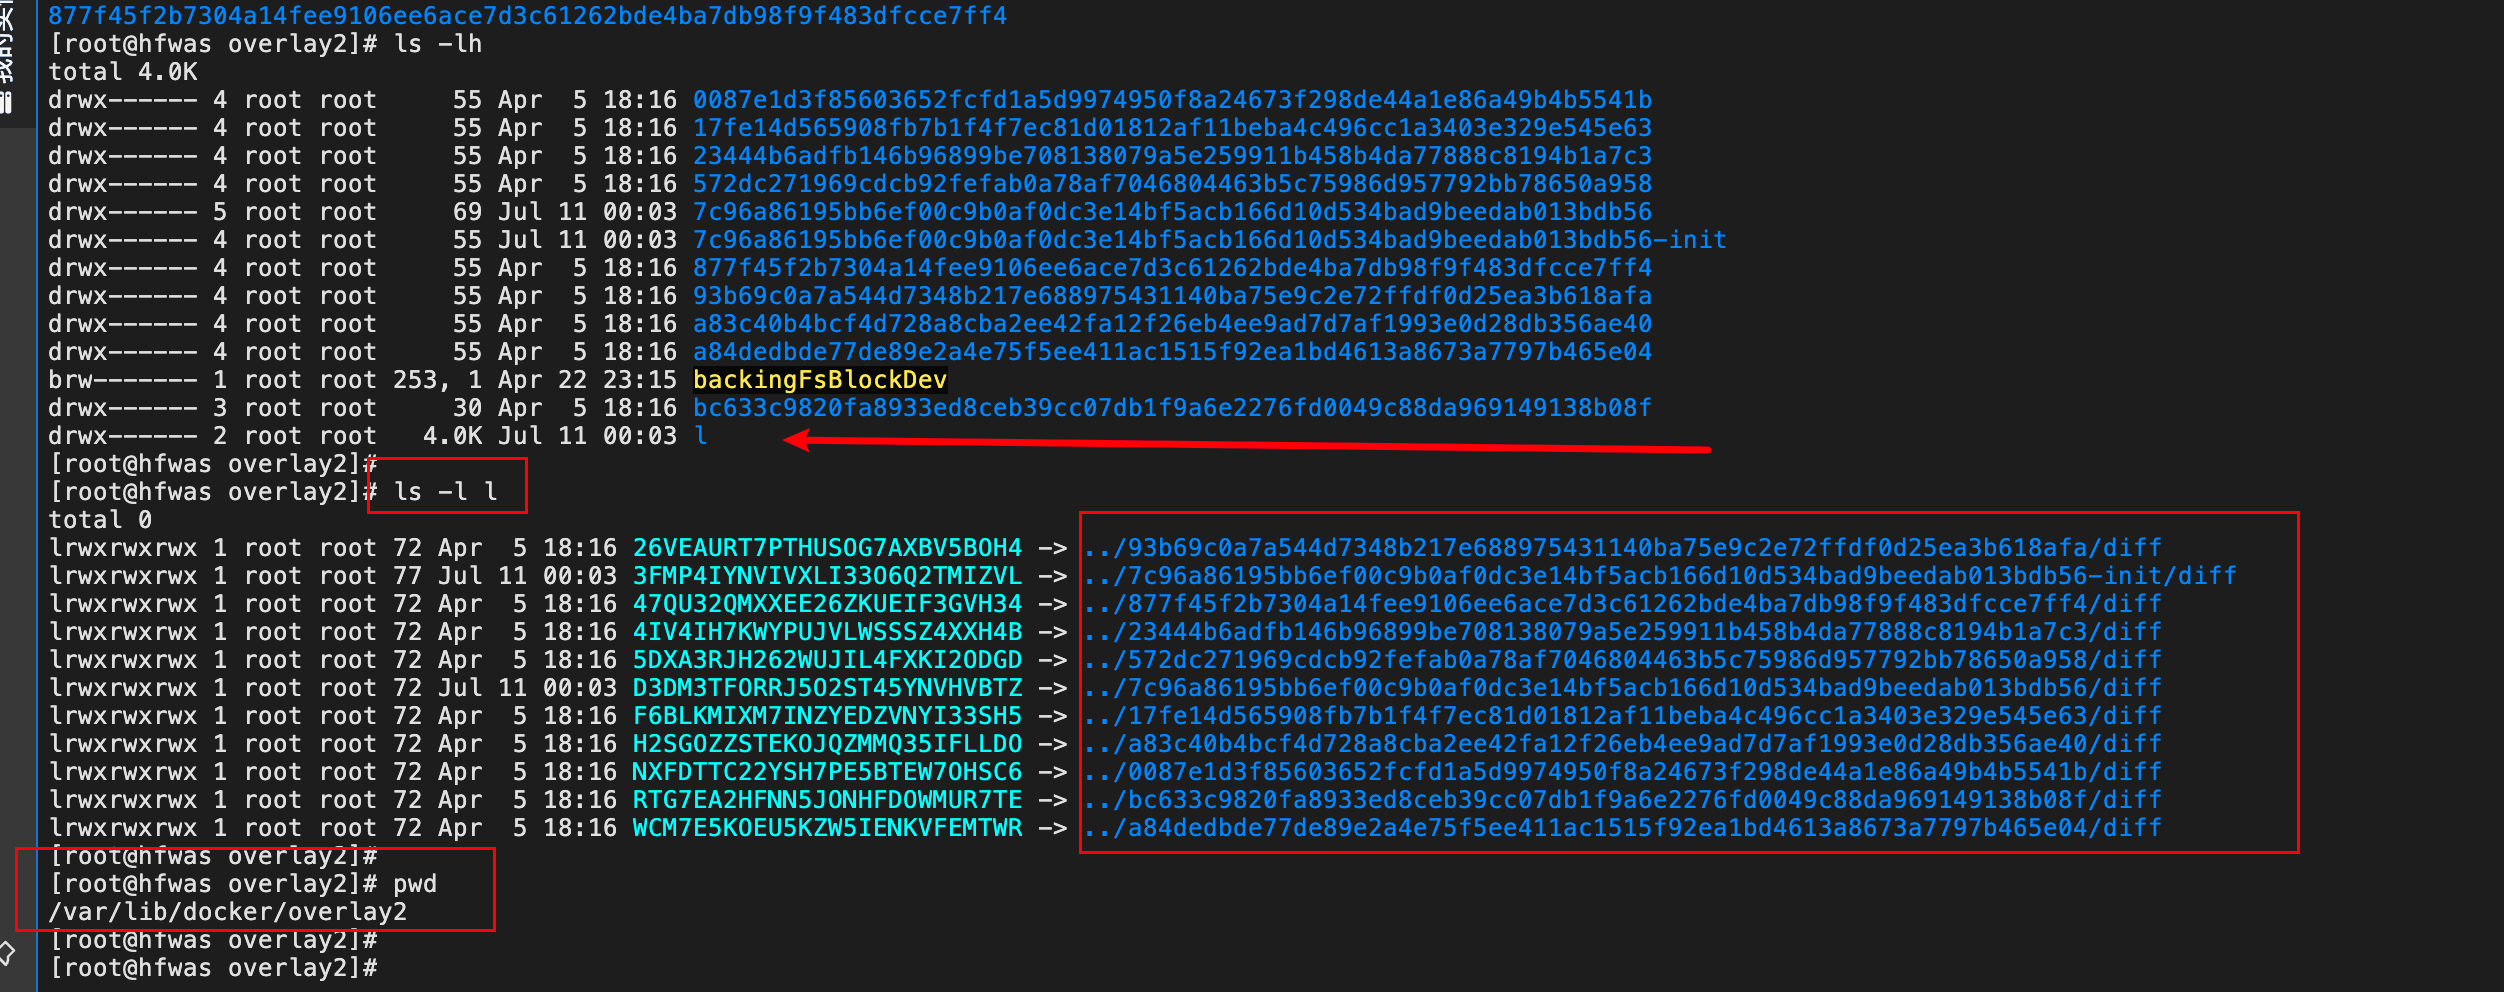 877f45f2b7304a14fee9106ee6ace7d3c61262bde4ba7db98f9f483dfcce7ff4
[root@hfwas overlay2]# ls -lh
total 4.0K
drwx------ 4 root root     55 Apr  5 18:16 0087e1d3f85603652fcfd1a5d9974950f8a24673f298de44a1e86a49b4b5541b
drwx------ 4 root root     55 Apr  5 18:16 17fe14d565908fb7b1f4f7ec81d01812af11beba4c496cc1a3403e329e545e63
drwx------ 4 root root     55 Apr  5 18:16 23444b6adfb146b96899be708138079a5e259911b458b4da77888c8194b1a7c3
drwx------ 4 root root     55 Apr  5 18:16 572dc271969cdcb92fefab0a78af7046804463b5c75986d957792bb78650a958
drwx------ 5 root root     69 Jul 11 00:03 7c96a86195bb6ef00c9b0af0dc3e14bf5acb166d10d534bad9beedab013bdb56
drwx------ 4 root root     55 Jul 11 00:03 7c96a86195bb6ef00c9b0af0dc3e14bf5acb166d10d534bad9beedab013bdb56-init
drwx------ 4 root root     55 Apr  5 18:16 877f45f2b7304a14fee9106ee6ace7d3c61262bde4ba7db98f9f483dfcce7ff4
drwx------ 4 root root     55 Apr  5 18:16 93b69c0a7a544d7348b217e688975431140ba75e9c2e72ffdf0d25ea3b618afa
drwx------ 4 root root     55 Apr  5 18:16 a83c40b4bcf4d728a8cba2ee42fa12f26eb4ee9ad7d7af1993e0d28db356ae40
drwx------ 4 root root     55 Apr  5 18:16 a84dedbde77de89e2a4e75f5ee411ac1515f92ea1bd4613a8673a7797b465e04
brw------- 1 root root 253, 1 Apr 22 23:15 backingFsBlockDev
drwx------ 3 root root     30 Apr  5 18:16 bc633c9820fa8933ed8ceb39cc07db1f9a6e2276fd0049c88da969149138b08f
drwx------ 2 root root   4.0K Jul 11 00:03 l
[root@hfwas overlay2]#
[root@hfwas overlay2]# ls -l l
total 0
lrwxrwxrwx 1 root root 72 Apr  5 18:16 26VEAURT7PTHUSOG7AXBV5BOH4 -> ../93b69c0a7a544d7348b217e688975431140ba75e9c2e72ffdf0d25ea3b618afa/diff
lrwxrwxrwx 1 root root 77 Jul 11 00:03 3FMP4IYNVIVXLI33O6Q2TMIZVL -> ../7c96a86195bb6ef00c9b0af0dc3e14bf5acb166d10d534bad9beedab013bdb56-init/diff
lrwxrwxrwx 1 root root 72 Apr  5 18:16 47QU32QMXXEE26ZKUEIF3GVH34 -> ../877f45f2b7304a14fee9106ee6ace7d3c61262bde4ba7db98f9f483dfcce7ff4/diff
lrwxrwxrwx 1 root root 72 Apr  5 18:16 4IV4IH7KWYPUJVLWSSSZ4XXH4B -> ../23444b6adfb146b96899be708138079a5e259911b458b4da77888c8194b1a7c3/diff
lrwxrwxrwx 1 root root 72 Apr  5 18:16 5DXA3RJH262WUJIL4FXKI2ODGD -> ../572dc271969cdcb92fefab0a78af7046804463b5c75986d957792bb78650a958/diff
lrwxrwxrwx 1 root root 72 Jul 11 00:03 D3DM3TFORRJ5O2ST45YNVHVBTZ -> ../7c96a86195bb6ef00c9b0af0dc3e14bf5acb166d10d534bad9beedab013bdb56/diff
lrwxrwxrwx 1 root root 72 Apr  5 18:16 F6BLKMIXM7INZYEDZVNYI33SH5 -> ../17fe14d565908fb7b1f4f7ec81d01812af11beba4c496cc1a3403e329e545e63/diff
lrwxrwxrwx 1 root root 72 Apr  5 18:16 H2SGOZZSTEKOJQZMMQ35IFLLDO -> ../a83c40b4bcf4d728a8cba2ee42fa12f26eb4ee9ad7d7af1993e0d28db356ae40/diff
lrwxrwxrwx 1 root root 72 Apr  5 18:16 NXFDTTC22YSH7PE5BTEW7OHSC6 -> ../0087e1d3f85603652fcfd1a5d9974950f8a24673f298de44a1e86a49b4b5541b/diff
lrwxrwxrwx 1 root root 72 Apr  5 18:16 RTG7EA2HFNN5JONHFDOWMUR7TE -> ../bc633c9820fa8933ed8ceb39cc07db1f9a6e2276fd0049c88da969149138b08f/diff
lrwxrwxrwx 1 root root 72 Apr  5 18:16 WCM7E5KOEU5KZW5IENKVFEMTWR -> ../a84dedbde77de89e2a4e75f5ee411ac1515f92ea1bd4613a8673a7797b465e04/diff
[root@hfwas overlay2]#
[root@hfwas overlay2]# pwd
/var/lib/docker/overlay2
[root@hfwas overlay2]#
[root@hfwas overlay2]#